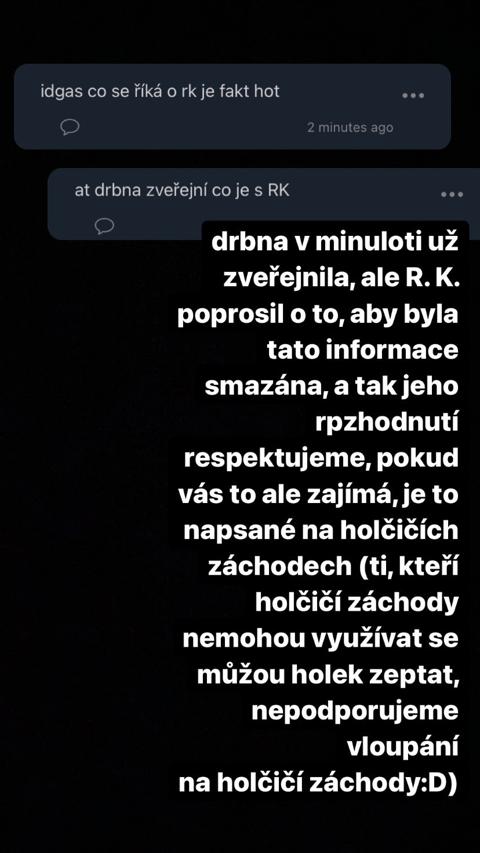 idgas co se říká o rk je fakt hot
2 minutes ago
at drbna zveřejní co je s RK
drbna v minuloti už
zveřejnila, ale R. K.
poprosil o to, aby byla
tato informace
smazána, a tak jeho
rpzhodnutí
respektujeme, pokud
vás to ale zajímá, je to
napsané na holčičích
záchodech (ti, kteří
holčičí záchody
nemohou využívat se
můžou holek zeptat,
nepodporujeme
vloupání
na holčičí záchody:D)